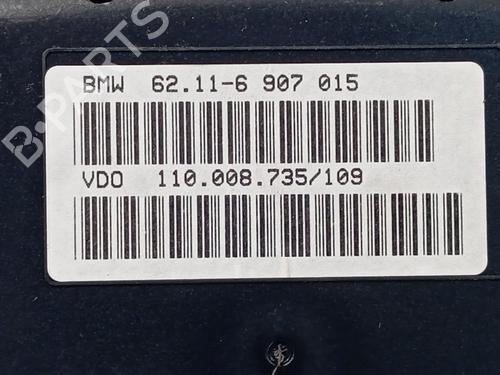 B-PARTS
BMW 62.11-6 907 015
VDO 110.008.735/109